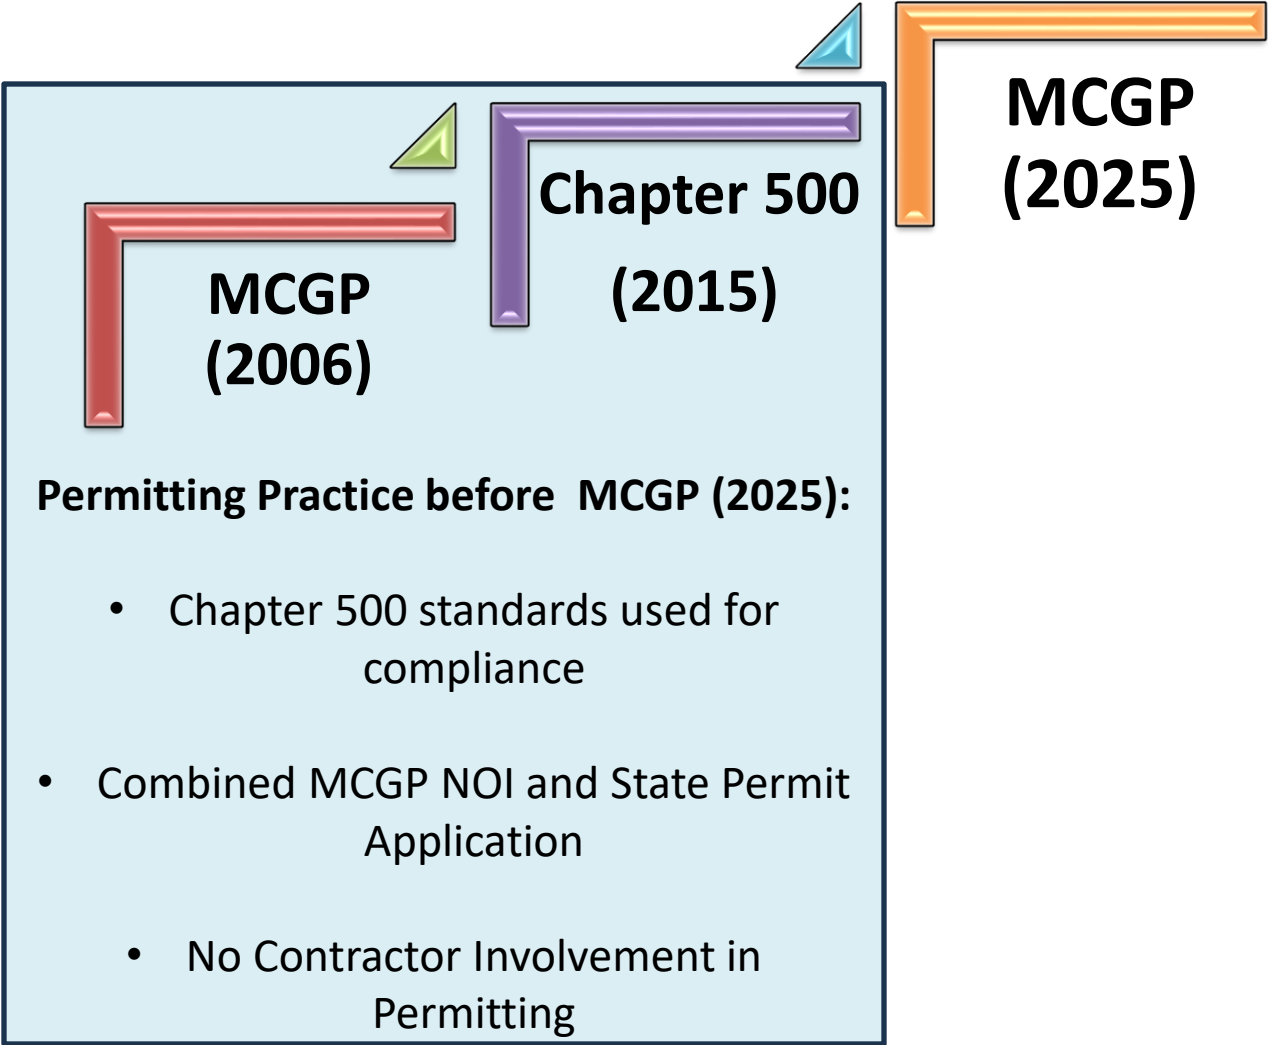 MCGP
(2006)
Chapter 500
(2015)
MCGP
(2025)
Permitting Practice before  MCGP (2025):
• Chapter 500 standards used for
compliance
• Combined MCGP NOI and State Permit
Application
• No Contractor Involvement in
Permitting